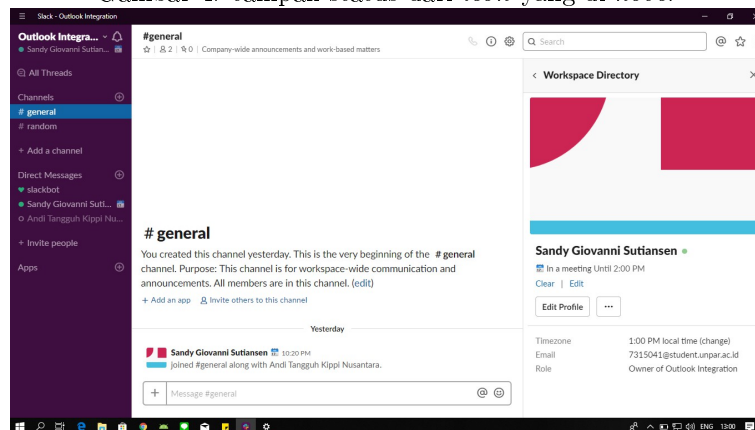 Slack - Outlook Integration
Outlook Integra...
Sandy Giovanni Sutian...
All Threads
Channels
# general
# random
+ Add a channel
Direct Messages
slackbot
Sandy Giovanni Suti...
Andi Tangguh Kippi Nu...
+ Invite people
Apps
#general
2 | 0 | Company-wide announcements and work-based matters
Search
# general
You created this channel yesterday. This is the very beginning of the # general
channel. Purpose: This channel is for workspace-wide communication and
announcements. All members are in this channel. (edit)
+ Add an app Invite others to this channel
Yesterday
Sandy Giovanni Sutiansen 10:20 PM
joined #general along with Andi Tangguh Kippi Nusantara.
Message #general
Workspace Directory
Sandy Giovanni Sutiansen
In a meeting Until 2:00 PM
Clear | Edit
Edit Profile
Timezone 1:00 PM local time (change)
Email 7315041@student.unpar.ac.id
Role Owner of Outlook Integration
ENG 13:00